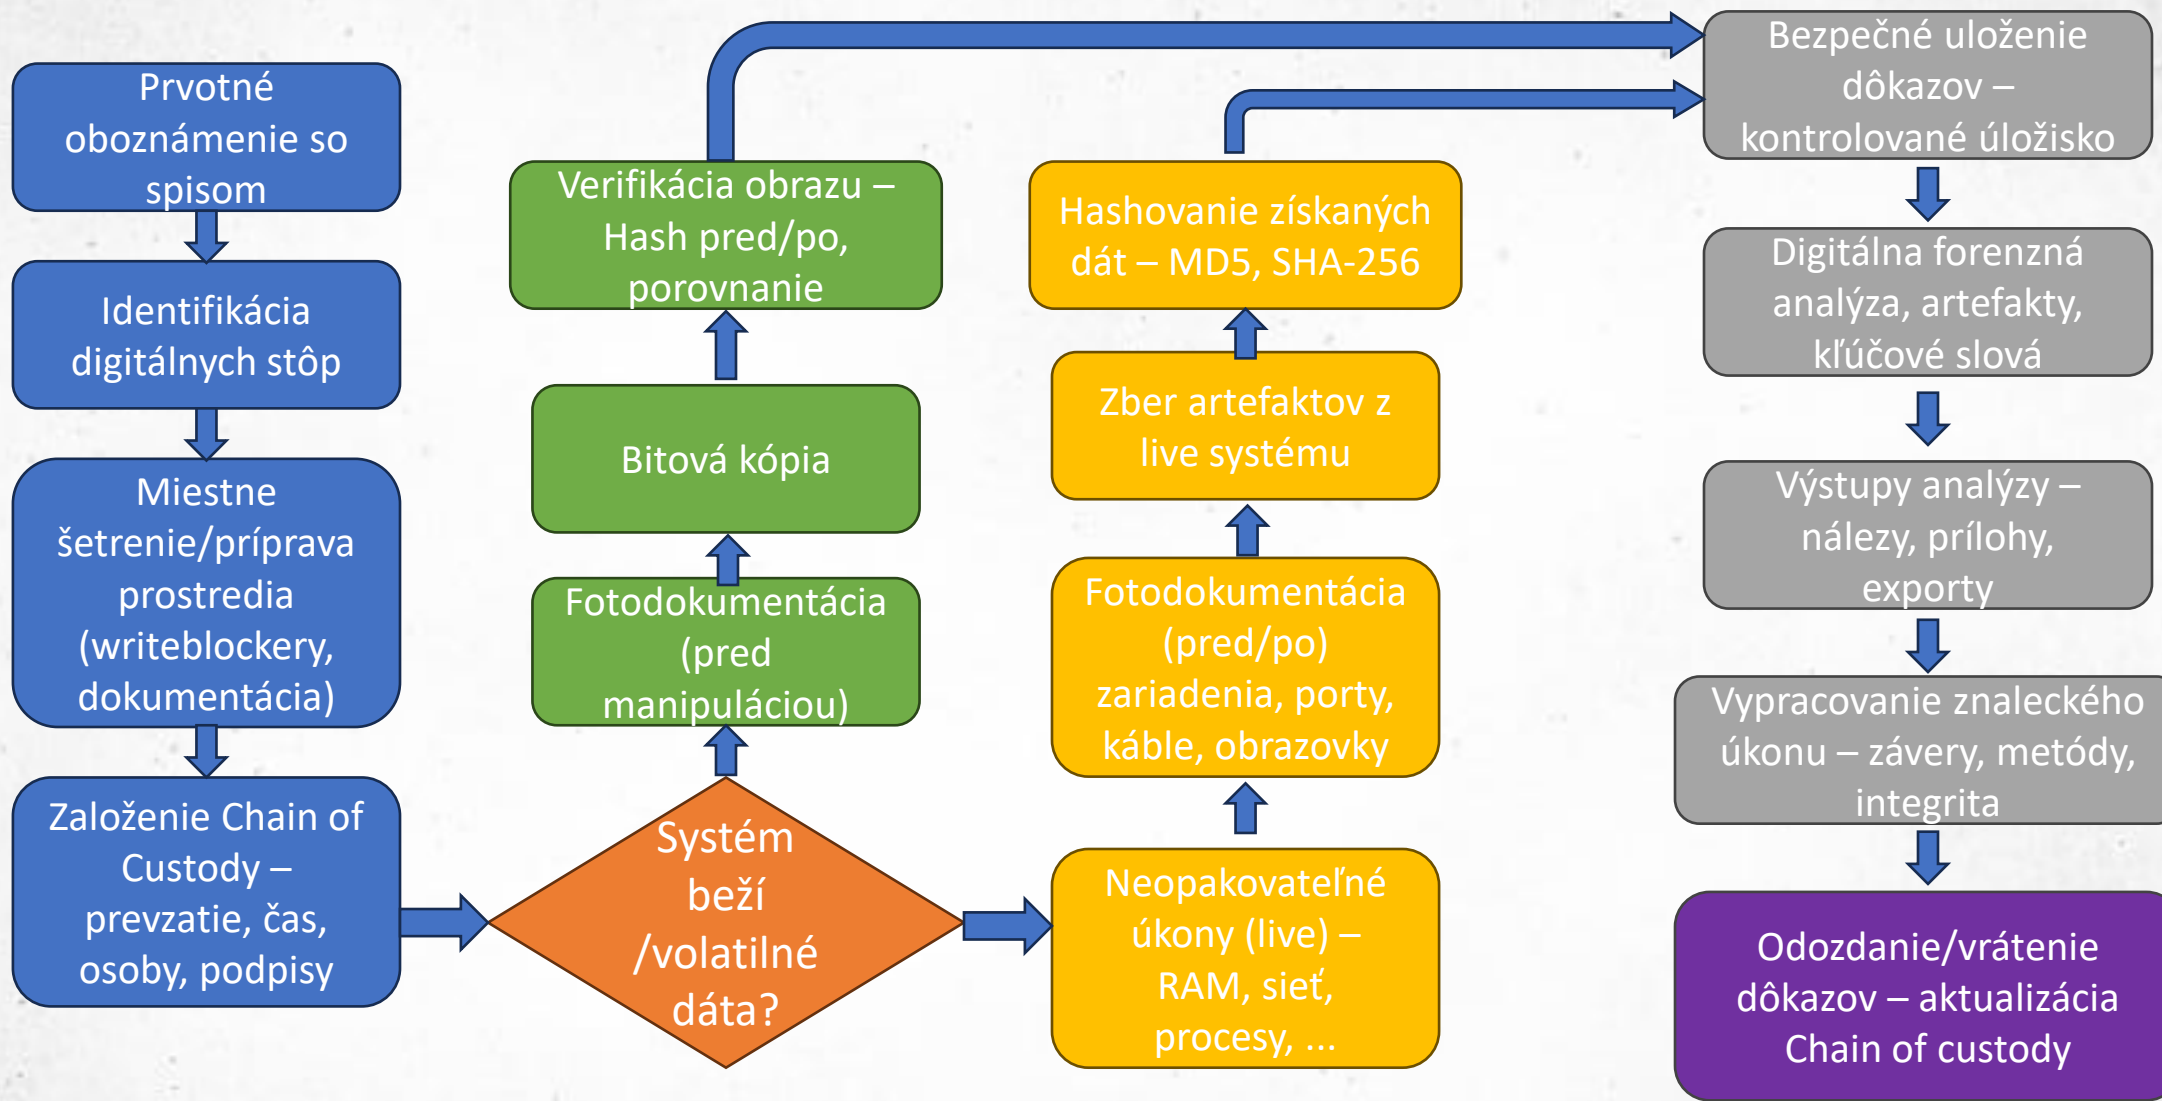 Prvotné
oboznámenie so
spisom
Identifikácia
digitálnych stôp
Miestne
šetrenie/príprava
prostredia
(writeblockery,
dokumentácia)
Založenie Chain of
Custody –
prevzatie, čas,
osoby, podpisy
Systém
beží
/volatilné
dáta?
Fotodokumentácia
(pred
manipuláciou)
Bitová kópia
Verifikácia obrazu –
Hash pred/po,
porovnanie
Neopakovateľné
úkony (live) –
RAM, sieť,
procesy, ...
Fotodokumentácia
(pred/po)
zariadenia, porty,
káble, obrazovky
Zber artefaktov z
live systému
Hashovanie získaných
dát – MD5, SHA-256
Bezpečné uloženie
dôkazov –
kontrolované úložisko
Digitálna forenzná
analýza, artefakty,
kľúčové slová
Výstupy analýzy –
nálezy, prílohy,
exporty
Vypracovanie znaleckého
úkonu – závery, metódy,
integrita
Odozdanie/vrátenie
dôkazov – aktualizácia
Chain of custody